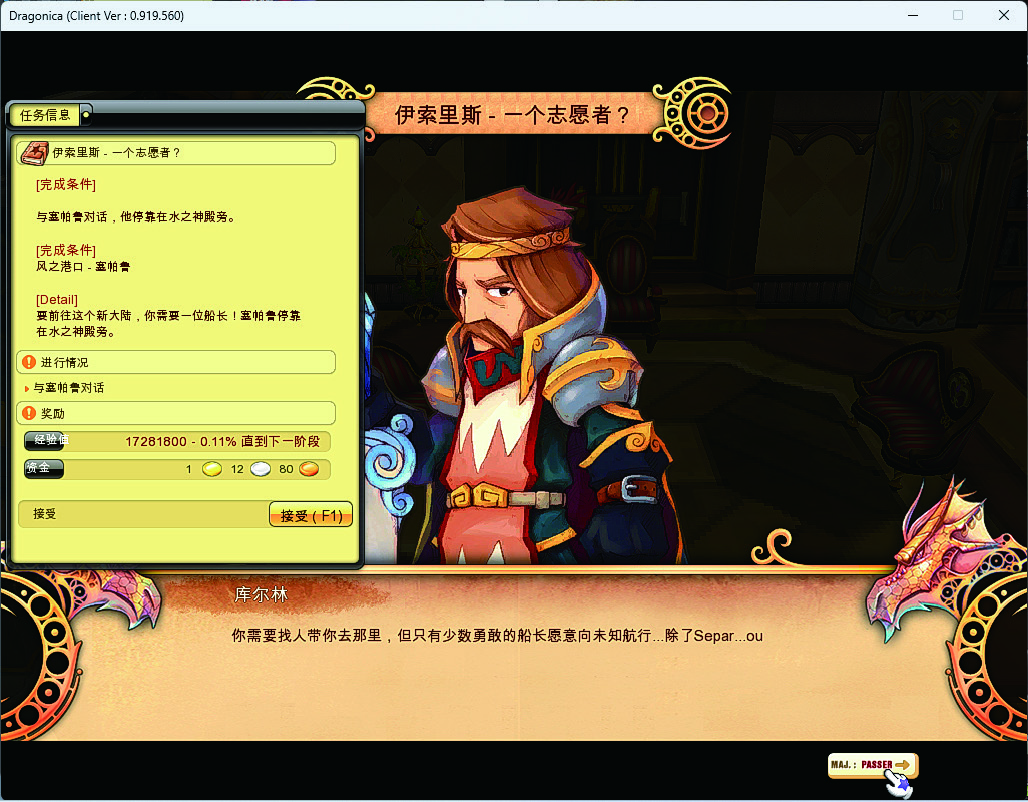 Dragonica (Client Ver : 0.919.560)
伊索里斯 - 一个志愿者？
任务信息
伊索里斯 - 一个志愿者？
[完成条件]
与塞帕鲁对话，他停靠在水之神殿旁。
[完成条件]
风之港口 - 塞帕鲁
[Detail]
要前往这个新大陆，你需要一位船长！塞帕鲁停靠
在水之神殿旁。
进行情况
与塞帕鲁对话
奖励
经验值 17281800 - 0.11% 直到下一阶段
资金 1 12 80
接受 接受 ( F1)
库尔林
你需要找人带你去那里，但只有少数勇敢的船长愿意向未知航行...除了Separ...ou
MAJ. : PASSER